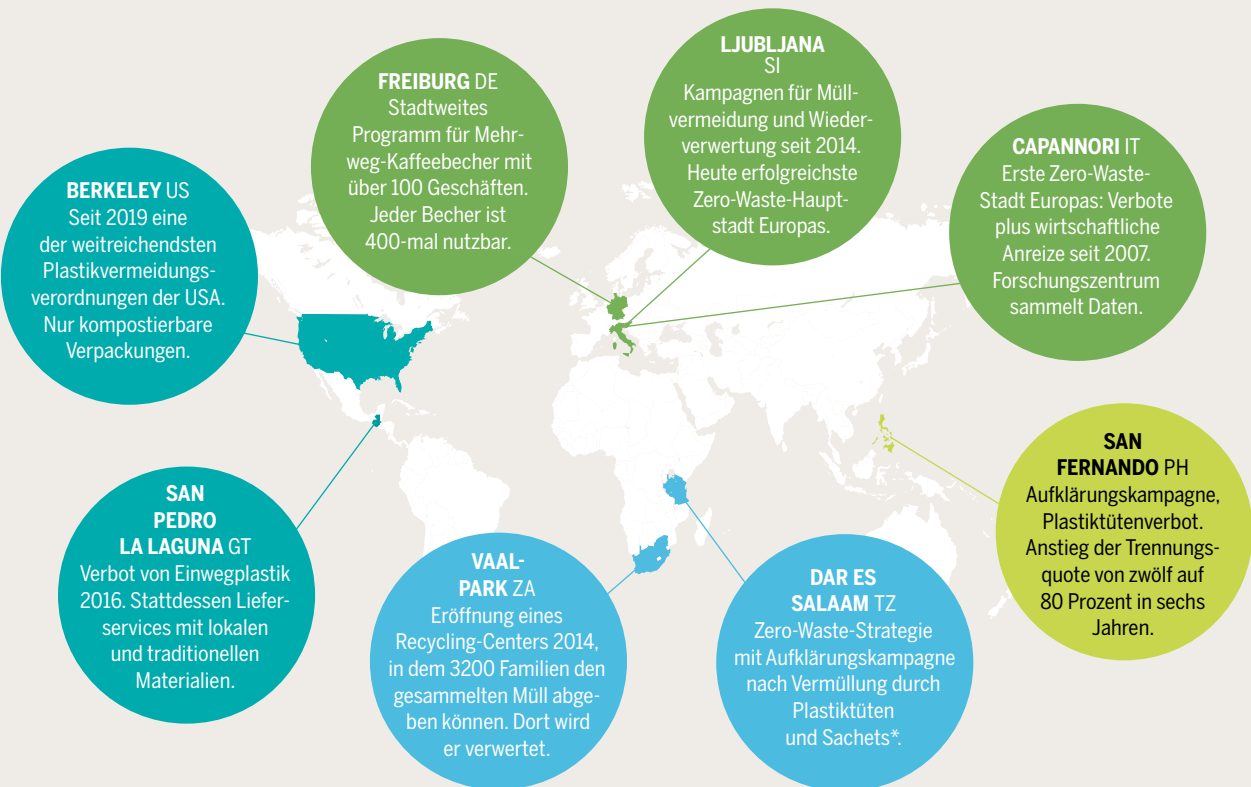 FREIBURG DE
Stadtweites
Programm für Mehr-
weg-Kaffeebecher mit
über 100 Geschäften.
Jeder Becher ist
400-mal nutzbar.
LJUBLJANA
SI
Kampagnen für Müll-
vermeidung und Wieder-
verwertung seit 2014.
Heute erfolgreichste
Zero-Waste-Haupt-
stadt Europas.
CAPANNORI IT
Erste Zero-Waste-
Stadt Europas: Verbote
plus wirtschaftliche
Anreize seit 2007.
Forschungszentrum
sammelt Daten.
BERKELEY US
Seit 2019 eine
der weitreichendsten
Plastikvermeidungs-
verordnungen der USA.
Nur kompostierbare
Verpackungen.
SAN
PEDRO
LA LAGUNA GT
Verbot von Einwegplastik
2016. Stattdessen Liefer-
services mit lokalen
und traditionellen
Materialien.
VAAL-
PARK ZA
Eröffnung eines
Recycling-Centers 2014,
in dem 3200 Familien den
gesammelten Müll abge-
ben können. Dort wird
er verwertet.
DAR ES
SALAAM TZ
Zero-Waste-Strategie
mit Aufklärungskampagne
nach Vermüllung durch
Plastiktüten
und Sachets*.
SAN
FERNANDO PH
Aufklärungskampagne,
Plastiktütenverbot.
Anstieg der Trennungs-
quote von zwölf auf
80 Prozent in sechs
Jahren.